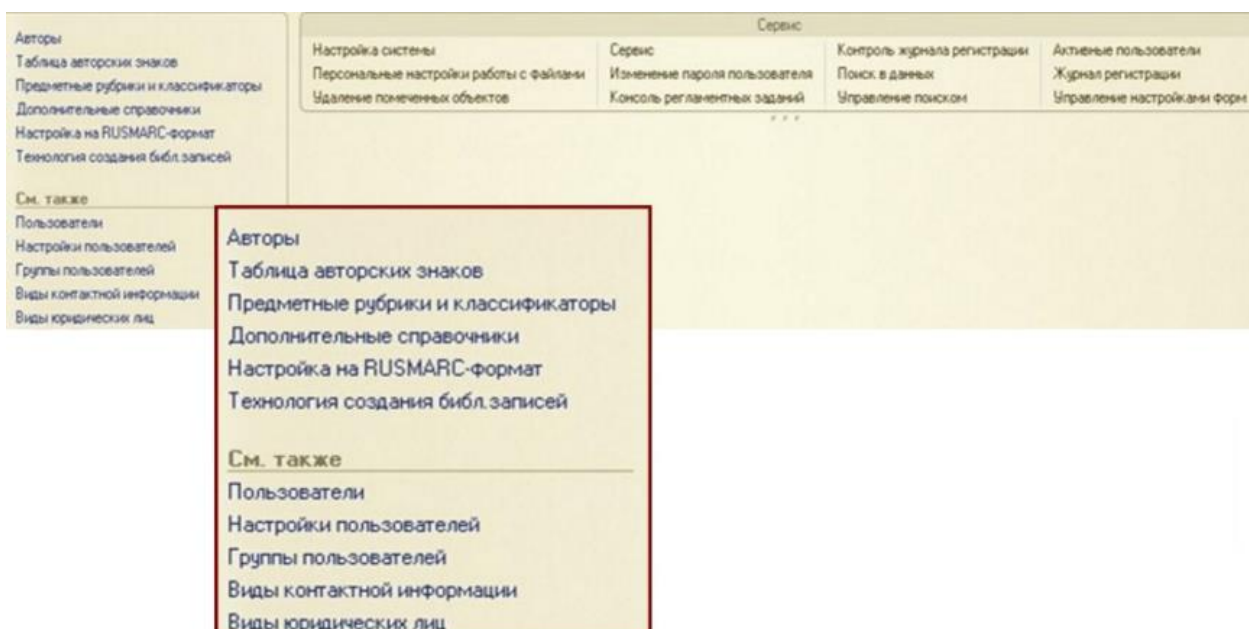 Авторы
Таблица авторских знаков
Предметные рубрики и классификаторы
Дополнительные справочники
Настройка на RUSMARC-формат
Технология создания библ.записей
См. также
Пользователи
Настройки пользователей
Группы пользователей
Виды контактной информации
Виды юридических лиц
Сервис
Настройка системы Сервис Контроль журнала регистрации Активные пользователи
Персональные настройки работы с файлами Изменение пароля пользователя Поиск в данных Журнал регистрации
Удаление помеченных объектов Консоль регламентных заданий Управление поиском Управление настройками форм
Авторы
Таблица авторских знаков
Предметные рубрики и классификаторы
Дополнительные справочники
Настройка на RUSMARC-формат
Технология создания библ.записей
См. также
Пользователи
Настройки пользователей
Группы пользователей
Виды контактной информации
Виды юридических лиц